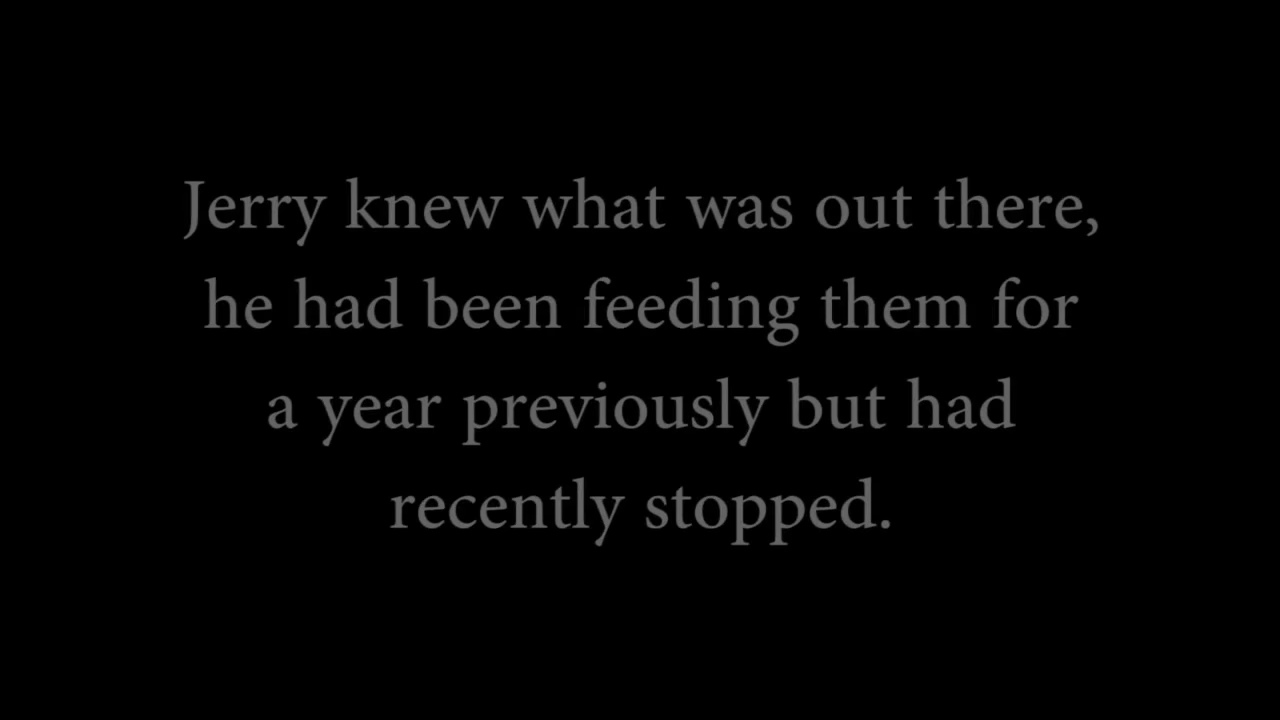 Jerry knew what was out there,
he had been feeding them for
a year previously but had
recently stopped.